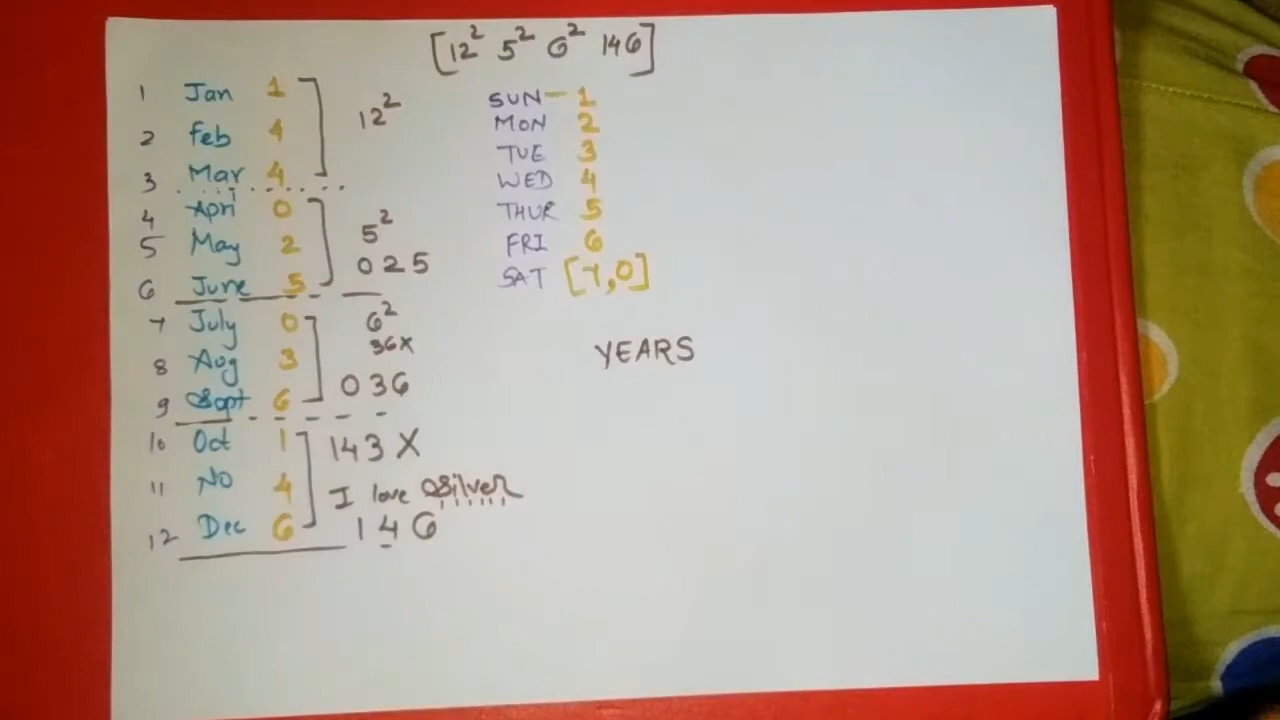 [12² 5² 6² 146]
1 Jan 1
2 Feb 4
3 Mar 4
12²
4 April 0
5 May 2
6 June 5
5²
025
7 July 0
8 Aug 3
9 Sept 6
6²
36X
036
10 Oct 1
11 No 4
12 Dec 6
143 X
I love silver
146
SUN - 1
MON 2
TUE 3
WED 4
THUR 5
FRI 6
SAT [7,0]
YEARS